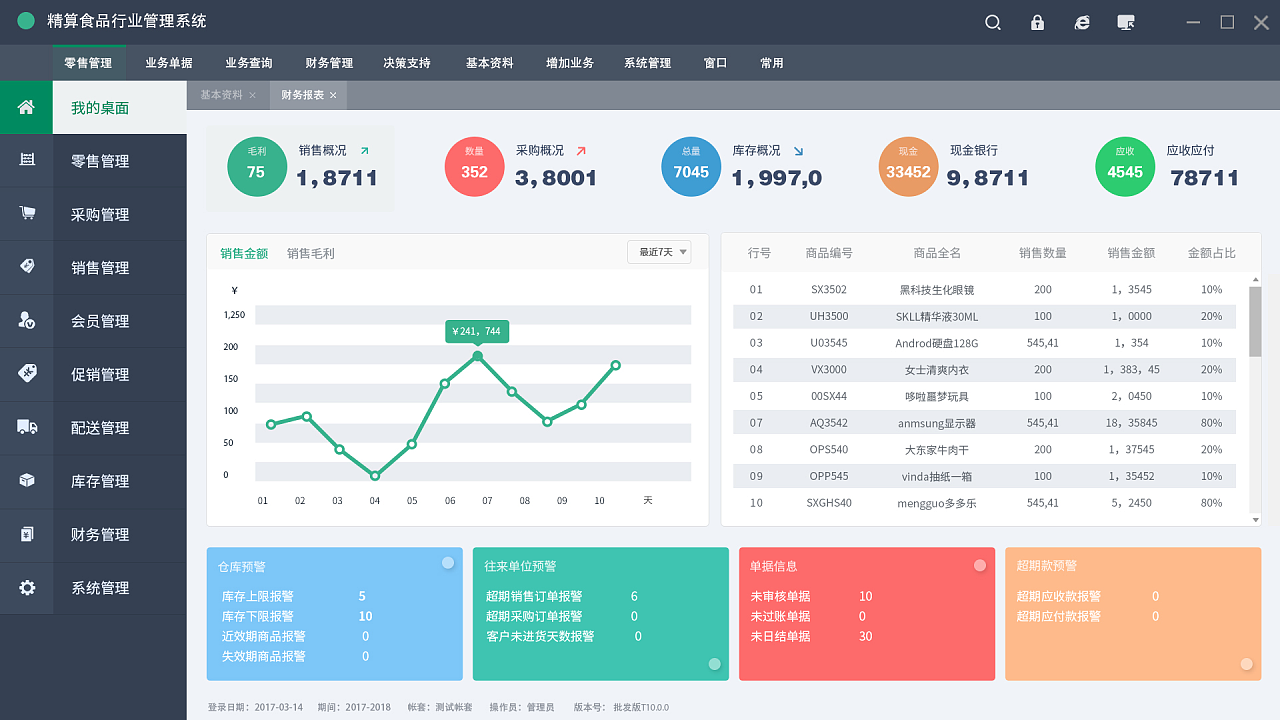 精算食品行业管理系统
零售管理 业务单据 业务查询 财务管理 决策支持 基本资料 增加业务 系统管理 窗口 常用
我的桌面
零售管理
采购管理
销售管理
会员管理
促销管理
配送管理
库存管理
财务管理
系统管理
基本资料 × 财务报表 ×
毛利
75
销售概况
1,8711
数量
352
采购概况
3,8001
总量
7045
库存概况
1,997,0
现金
33452
现金银行
9,8711
应收
4545
应收应付
78711
销售金额 销售毛利
最近7天
¥
1,250
200
150
100
50
0
¥241，744
01 02 03 04 05 06 07 08 09 10 天
行号 商品编号 商品全名 销售数量 销售金额 金额占比
01 SX3502 黑科技生化眼镜 200 1，3545 10%
02 UH3500 SKLL精华液30ML 100 1，0000 20%
03 U03545 Androd硬盘128G 545,41 1，354 10%
04 VX3000 女士清爽内衣 200 1，383，45 20%
05 00SX44 哆啦噩梦玩具 100 2，0450 10%
07 AQ3542 anmsung显示器 545,41 18，35845 80%
08 OPS540 大东家牛肉干 200 1，37545 20%
09 OPP545 vinda抽纸一箱 100 1，35452 10%
10 SXGHS40 mengguo多多乐 545,41 5，2450 80%
仓库预警
库存上限报警 5
库存下限报警 10
近效期商品报警 0
失效期商品报警 0
往来单位预警
超期销售订单报警 6
超期采购订单报警 0
客户未进货天数报警 0
单据信息
未审核单据 10
未过账单据 0
未日结单据 30
超期款预警
超期应收款报警 0
超期应付款报警 0
登录日期：2017-03-14 期间：2017-2018 帐套：测试帐套 操作员：管理员 版本号： 批发版T10.0.0